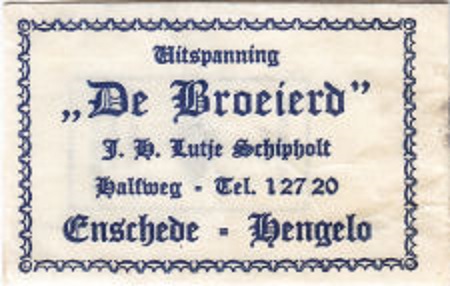 Uitspanning
„De Broeierd”
J. H. Lutje Schipholt
Halfweg - Tel. 12720
Enschede - Hengelo